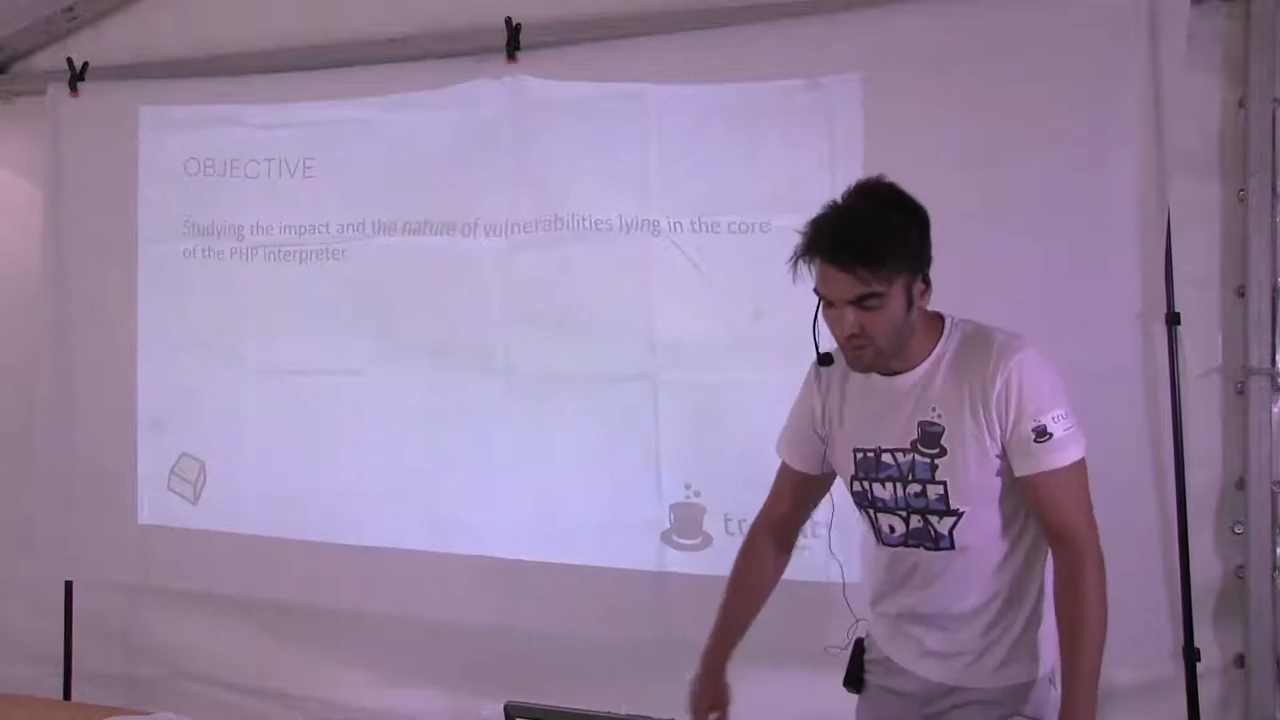 OBJECTIVE
Studying the impact and the nature of vulnerabilities lying in the core
of the PHP interpreter
HAVE
A NICE
DAY